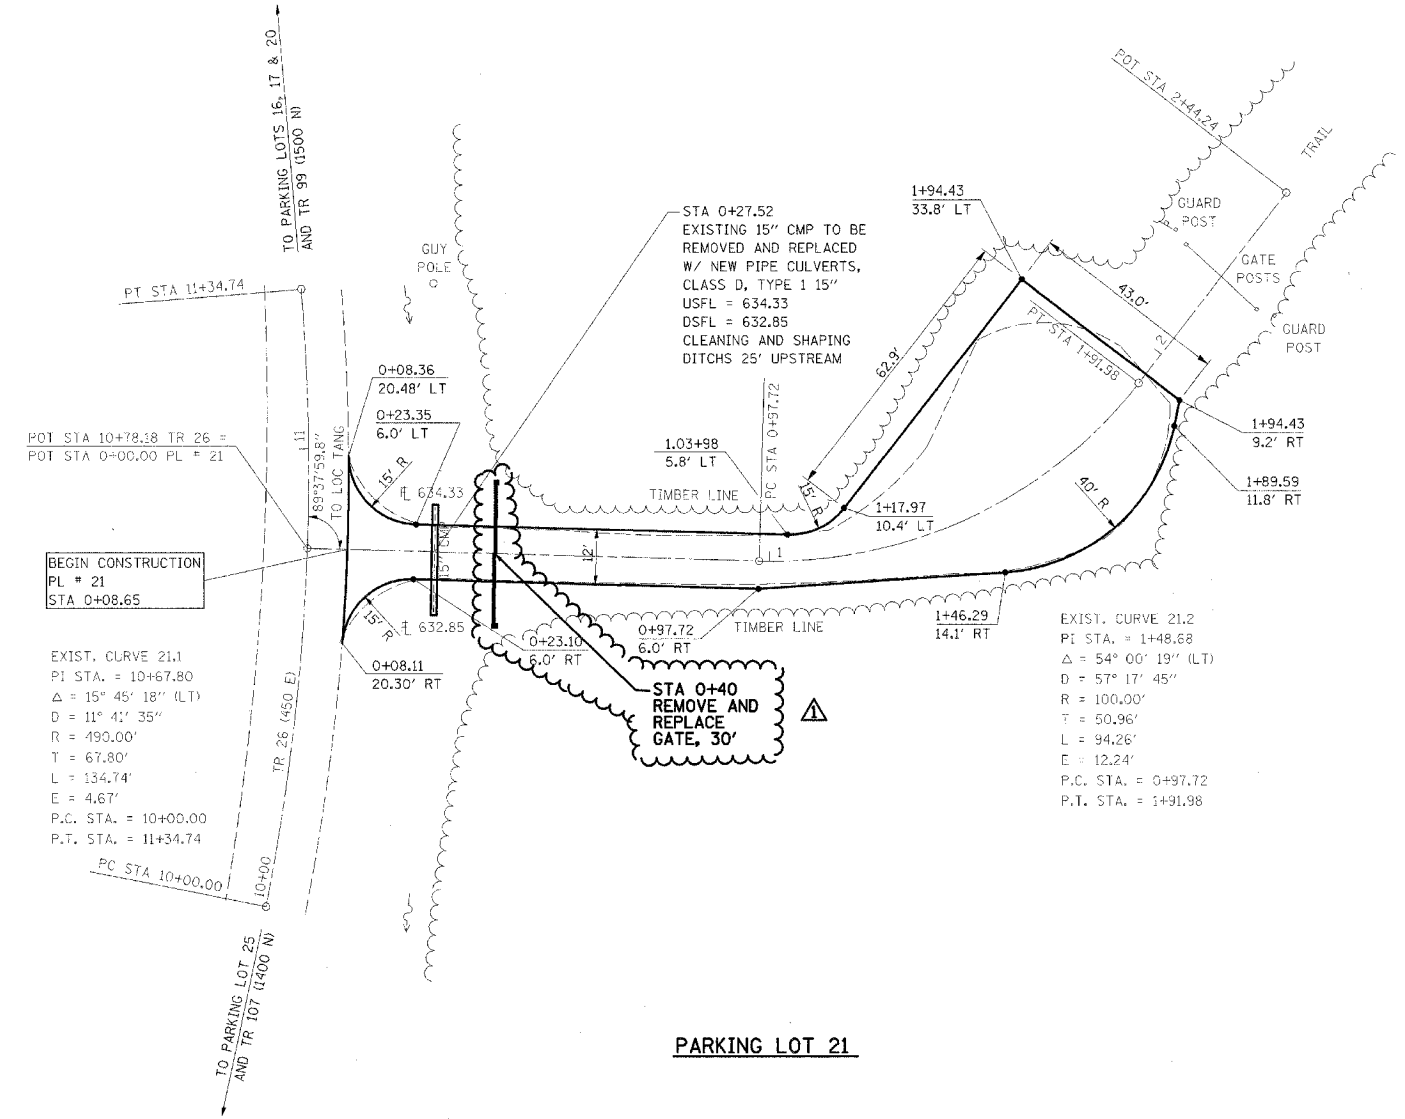 TO PARKING LOTS 16, 17 & 20
AND TR 99 (1500 N)
POT STA 2+44.24
TRAIL
1+94.43
33.8' LT
GUARD
POST
STA 0+27.52
EXISTING 15" CMP TO BE
REMOVED AND REPLACED
W/ NEW PIPE CULVERTS,
CLASS D, TYPE 1 15"
USFL = 634.33
DSFL = 632.85
CLEANING AND SHAPING
DITCHS 25' UPSTREAM
GUY
POLE
GATE
POSTS
PT STA 11+34.74
43.0'
GUARD
POST
PT STA 1+91.98
2
62.9'
0+08.36
20.48' LT
0+23.35
6.0' LT
PC STA 0+97.72
1+94.43
9.2' RT
POT STA 10+78.18 TR 26 =
POT STA 0+00.00 PL # 21
11
89°37'59.8"
TO LOC TANG
1.03+98
5.8' LT
15' R
℄ 634.33
TIMBER LINE
15' R
1+17.97
10.4' LT
40' R
1+89.59
11.8' RT
15" CMP
12'
1
BEGIN CONSTRUCTION
PL # 21
STA 0+08.65
15' R
℄ 632.85
0+23.10
6.0' RT
0+97.72
6.0' RT
TIMBER LINE
1+46.29
14.1' RT
0+08.11
20.30' RT
EXIST. CURVE 21.1
PI STA. = 10+67.80
Δ = 15° 45' 18" (LT)
D = 11° 41' 35"
R = 490.00'
T = 67.80'
L = 134.74'
E = 4.67'
P.C. STA. = 10+00.00
P.T. STA. = 11+34.74
TR 26 (450 E)
STA 0+40
REMOVE AND
REPLACE
GATE, 30'
1
EXIST. CURVE 21.2
PI STA. = 1+48.68
Δ = 54° 00' 19" (LT)
D = 57° 17' 45"
R = 100.00'
T = 50.96'
L = 94.26'
E = 12.24'
P.C. STA. = 0+97.72
P.T. STA. = 1+91.98
PC STA 10+00.00
10+00
TO PARKING LOT 25
AND TR 107 (1400 N)
PARKING LOT 21